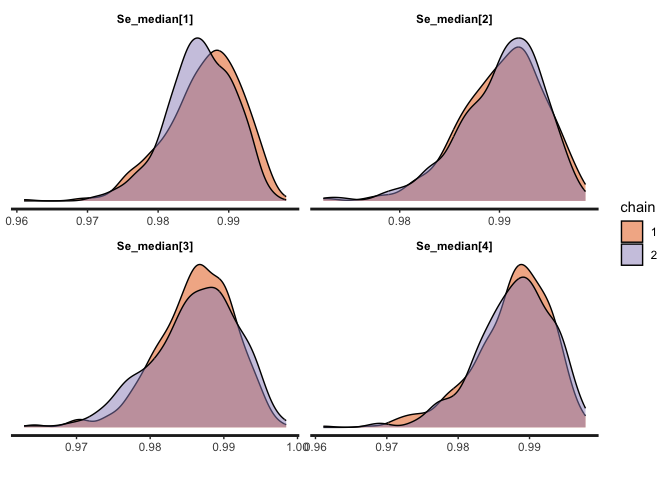 Se_median[1] Se_median[2]
0.96 0.97 0.98 0.99 0.98 0.99
chain
1
2
Se_median[3] Se_median[4]
0.97 0.98 0.99 1.00 0.96 0.97 0.98 0.99